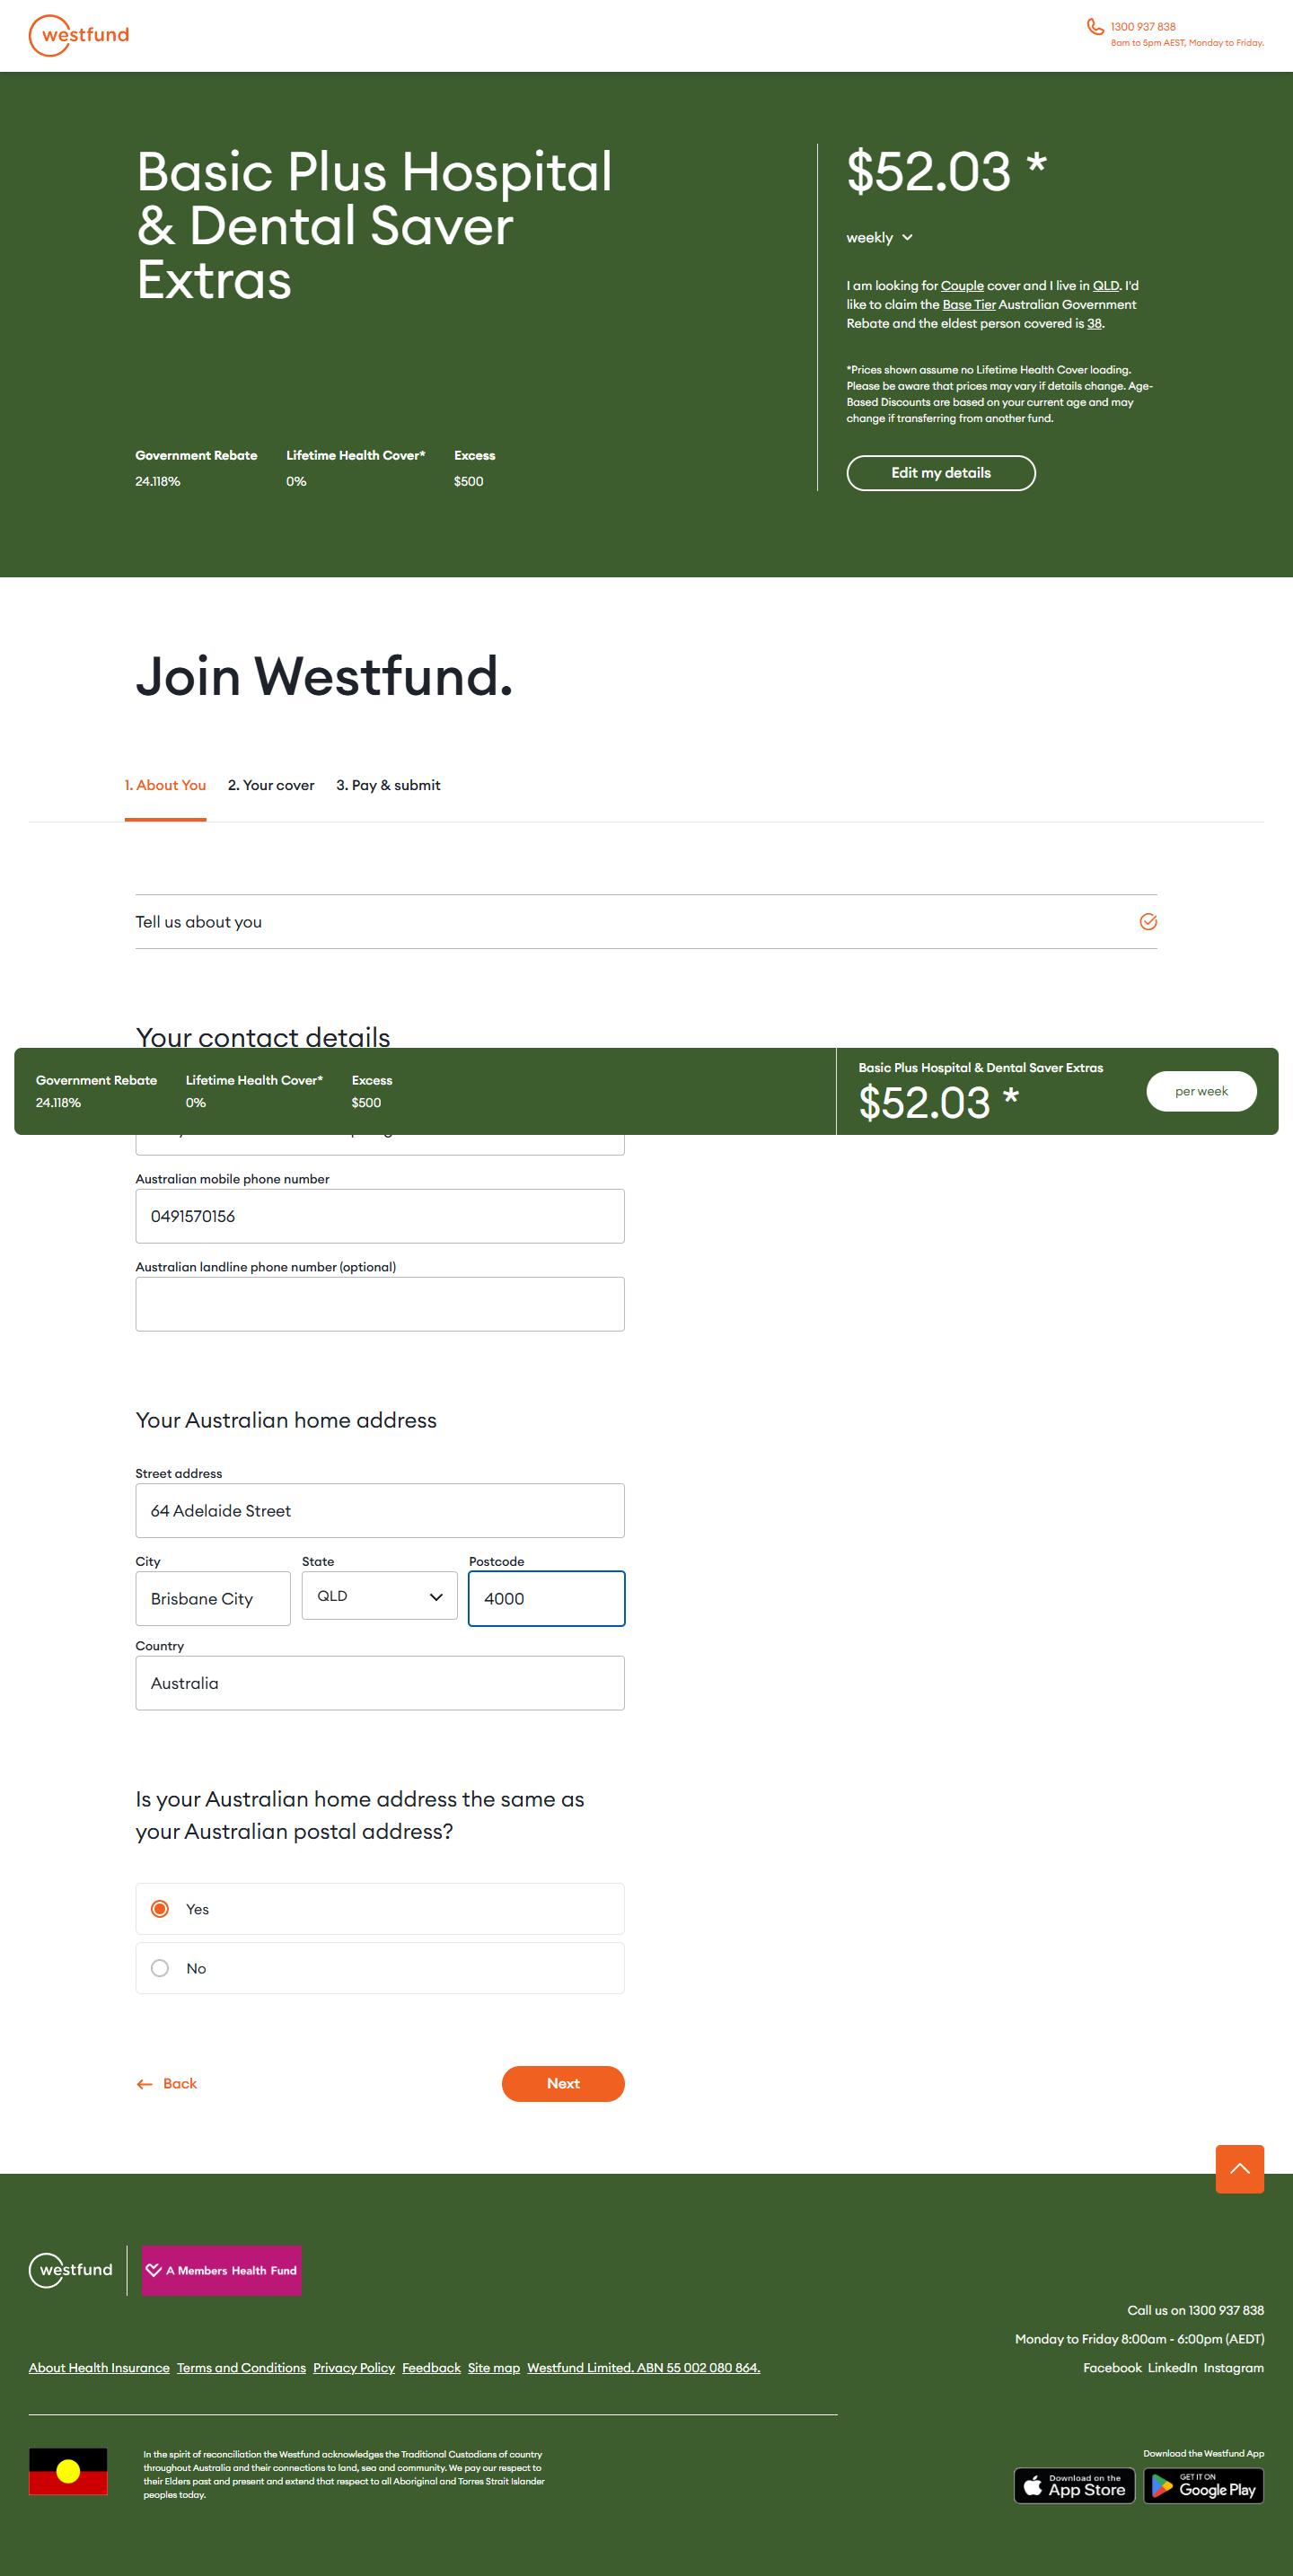 westfund
1300 937 838
8am to 5pm AEST, Monday to Friday.
Basic Plus Hospital
& Dental Saver
Extras
Government Rebate
Lifetime Health Cover*
Excess
24.118%
0%
$500
$52.03 *
weekly
I am looking for Couple cover and I live in QLD. I'd
like to claim the Base Tier Australian Government
Rebate and the eldest person covered is 38.
*Prices shown assume no Lifetime Health Cover loading.
Please be aware that prices may vary if details change. Age-
Based Discounts are based on your current age and may
change if transferring from another fund.
Edit my details
Join Westfund.
1. About You
2. Your cover
3. Pay & submit
Tell us about you
Your contact details
Government Rebate
Lifetime Health Cover*
Excess
24.118%
0%
$500
Basic Plus Hospital & Dental Saver Extras
$52.03 *
per week
Australian mobile phone number
0491570156
Australian landline phone number (optional)
Your Australian home address
Street address
64 Adelaide Street
City
State
Postcode
Brisbane City
QLD
4000
Country
Australia
Is your Australian home address the same as
your Australian postal address?
Yes
No
Back
Next
westfund
A Members Health Fund
Call us on 1300 937 838
Monday to Friday 8:00am - 6:00pm (AEDT)
Facebook LinkedIn Instagram
About Health Insurance Terms and Conditions Privacy Policy Feedback Site map Westfund Limited. ABN 55 002 080 864.
In the spirit of reconciliation the Westfund acknowledges the Traditional Custodians of country
throughout Australia and their connections to land, sea and community. We pay our respect to
their Elders past and present and extend that respect to all Aboriginal and Torres Strait Islander
peoples today.
Download the Westfund App
Download on the
App Store
GET IT ON
Google Play